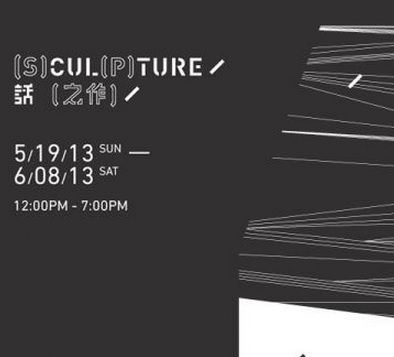 (S)CUL(P)TURE /
話 (之作) /
5/19/13 SUN —
6/08/13 SAT
12:00PM - 7:00PM